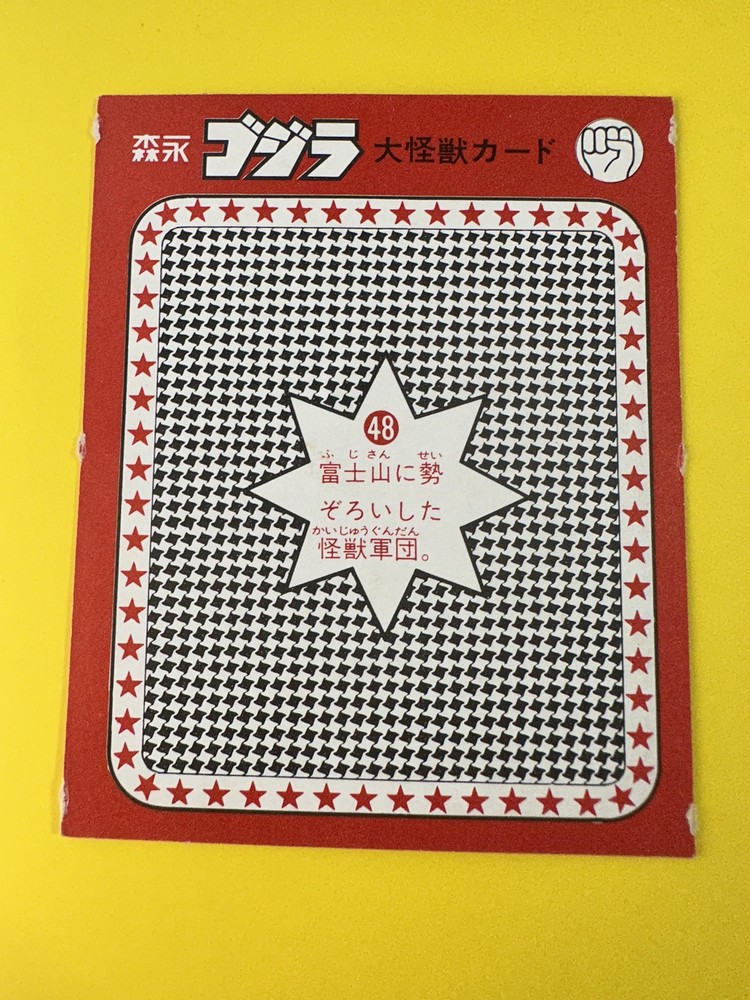 森永 ゴジラ 大怪獣カード
48
ふじさん せい
富士山に勢
ぞろいした
かいじゅうぐんだん
怪獣軍団。